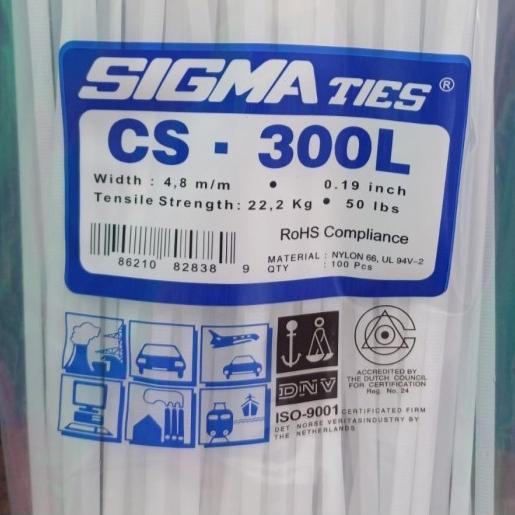 SIGMA TIES ®
CS - 300L
Width : 4,8 m/m • 0.19 inch
Tensile Strength: 22,2 Kg • 50 lbs
RoHS Compliance
MATERIAL : NYLON 66, UL 94V-2
QTY : 100 Pcs
86210 82838 9
DNV
ACCREDITED BY
THE DUTCH COUNCIL
FOR CERTIFICATION
Reg. No. 24
ISO-9001 CERTIFICATED FIRM
DET NORSE VERITASINDUSTRY BY
THE NETHERLANDS